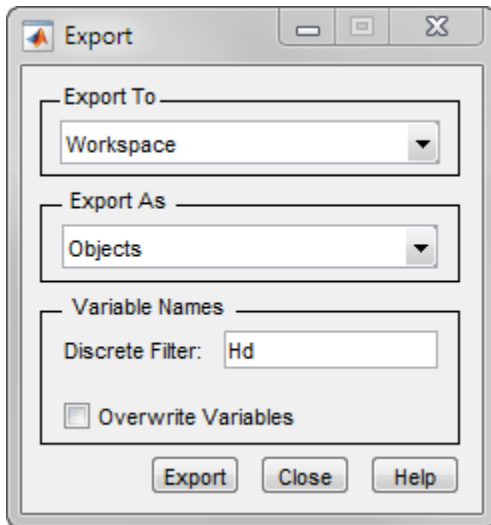 Export
Export To
Workspace
Export As
Objects
Variable Names
Discrete Filter: Hd
Overwrite Variables
Export Close Help